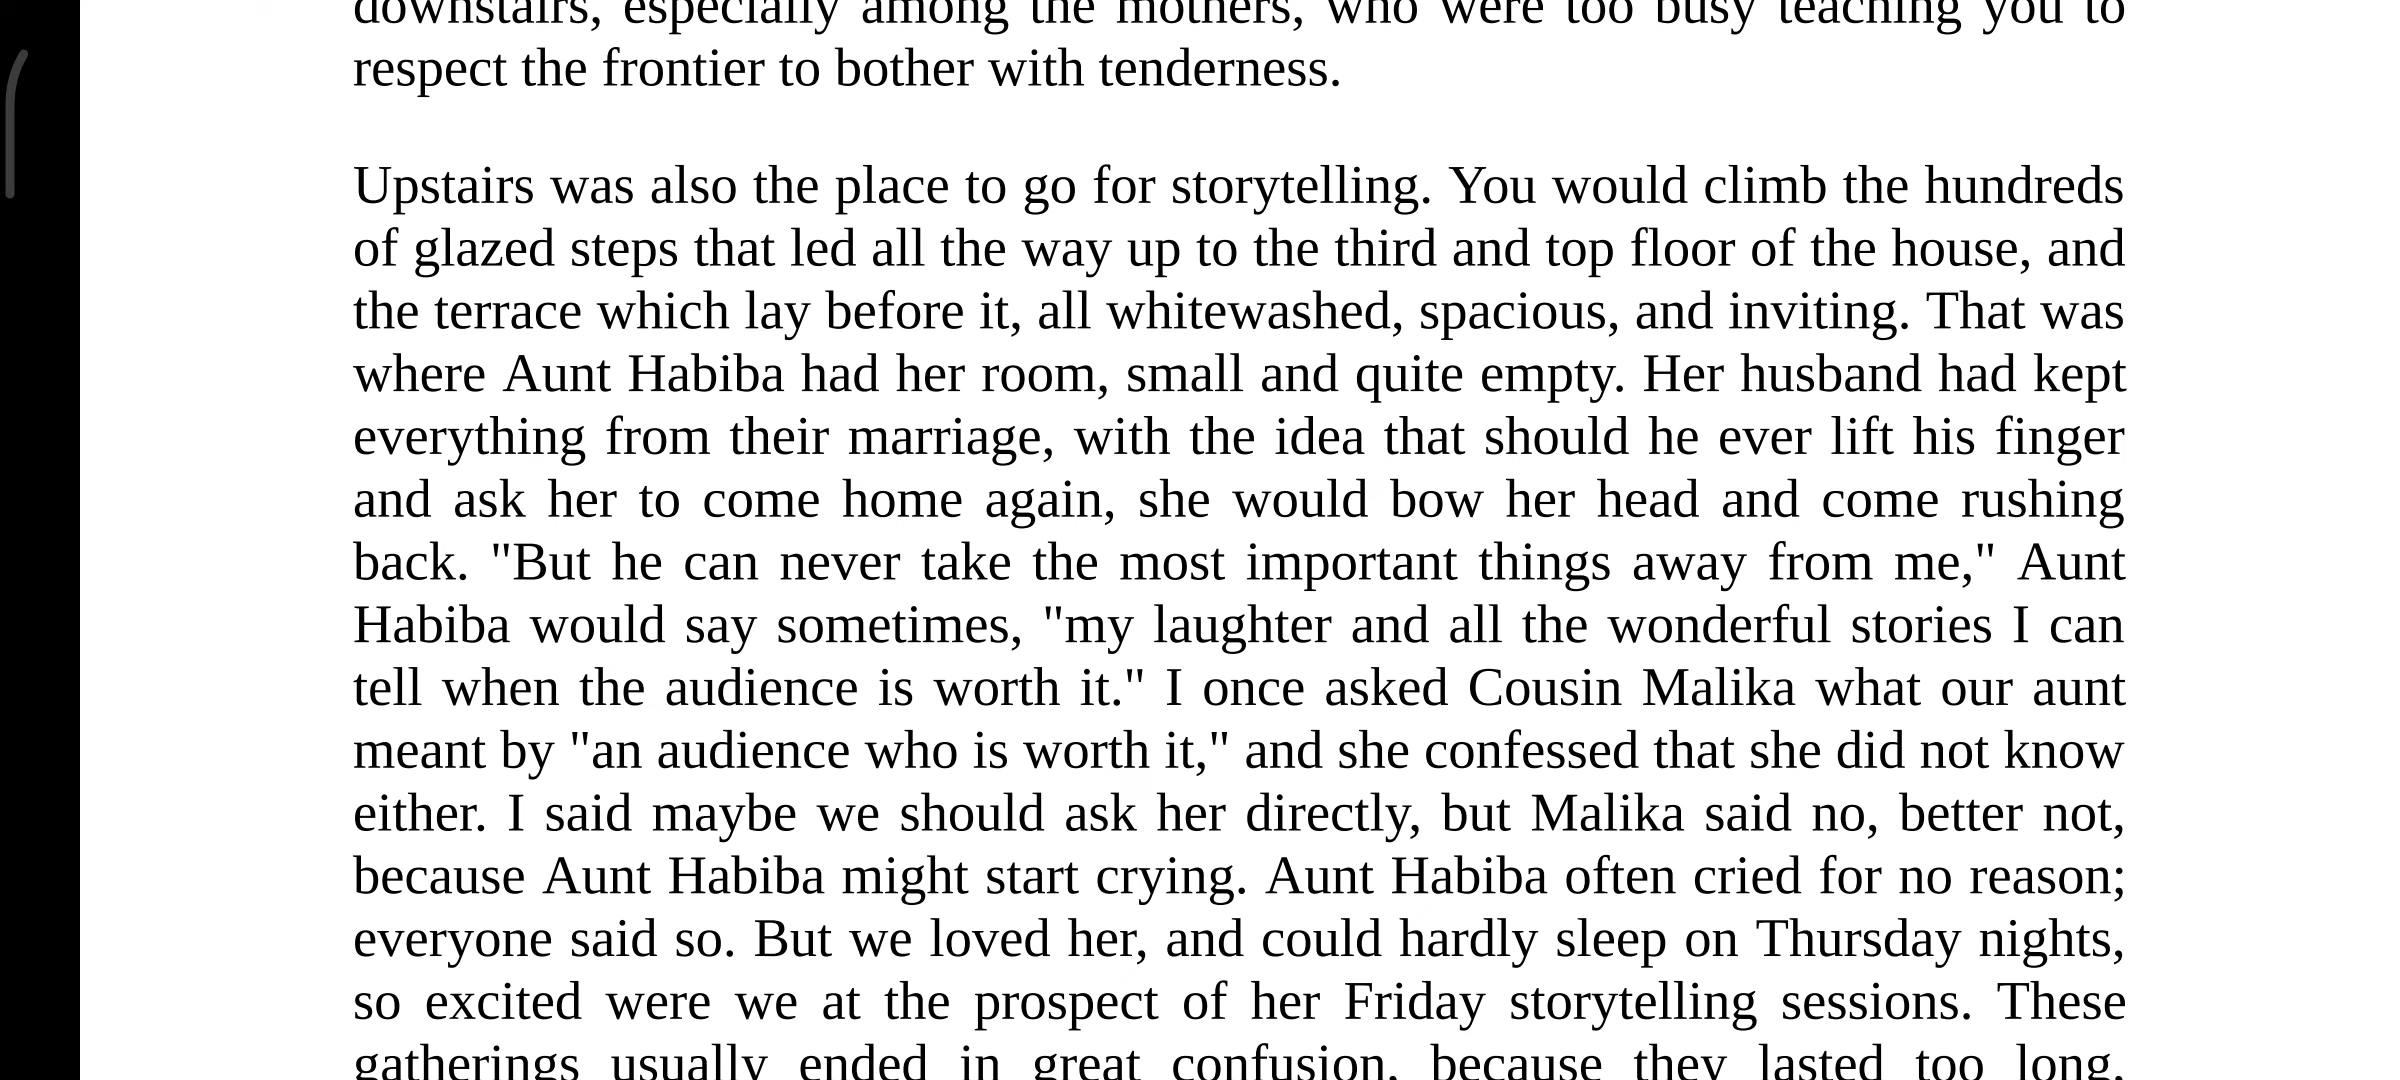 downstairs, especially among the mothers, who were too busy teaching you to
respect the frontier to bother with tenderness.
Upstairs was also the place to go for storytelling. You would climb the hundreds
of glazed steps that led all the way up to the third and top floor of the house, and
the terrace which lay before it, all whitewashed, spacious, and inviting. That was
where Aunt Habiba had her room, small and quite empty. Her husband had kept
everything from their marriage, with the idea that should he ever lift his finger
and ask her to come home again, she would bow her head and come rushing
back. "But he can never take the most important things away from me," Aunt
Habiba would say sometimes, "my laughter and all the wonderful stories I can
tell when the audience is worth it." I once asked Cousin Malika what our aunt
meant by "an audience who is worth it," and she confessed that she did not know
either. I said maybe we should ask her directly, but Malika said no, better not,
because Aunt Habiba might start crying. Aunt Habiba often cried for no reason;
everyone said so. But we loved her, and could hardly sleep on Thursday nights,
so excited were we at the prospect of her Friday storytelling sessions. These
gatherings usually ended in great confusion, because they lasted too long,